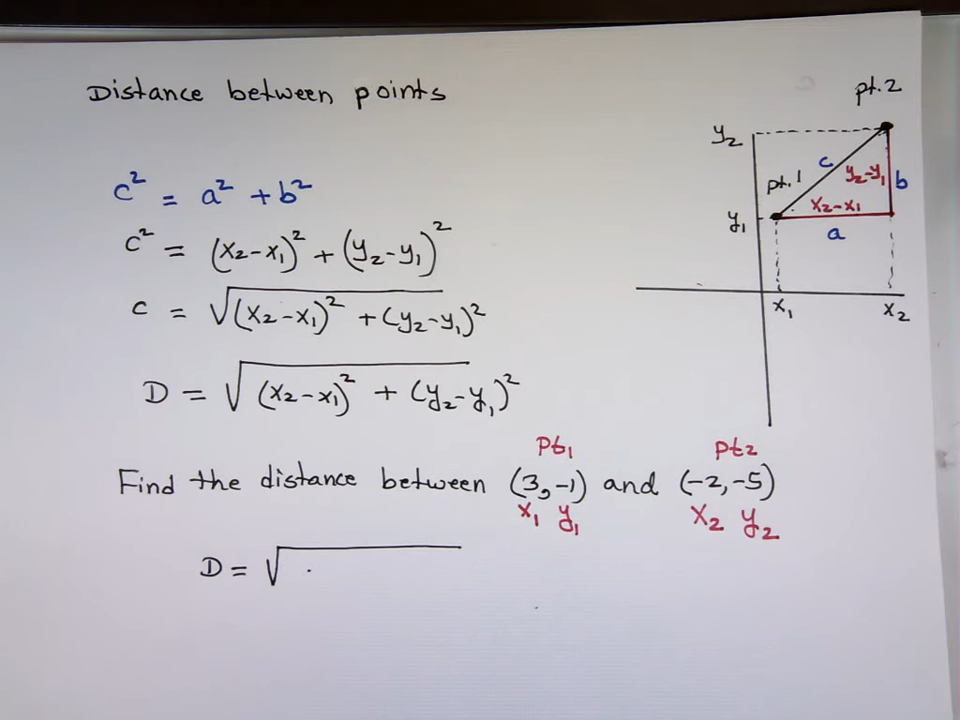 Distance between points
c² = a² + b²
c² = (x₂-x₁)² + (y₂-y₁)²
c = √(x₂-x₁)² + (y₂-y₁)²
D = √(x₂-x₁)² + (y₂-y₁)²
pt.2
y₂
c
y₂-y₁
b
pt.1
x₂-x₁
y₁
a
x₁
x₂
Pt₁ Pt₂
Find the distance between (3,-1) and (-2,-5)
x₁ y₁ x₂ y₂
D = √